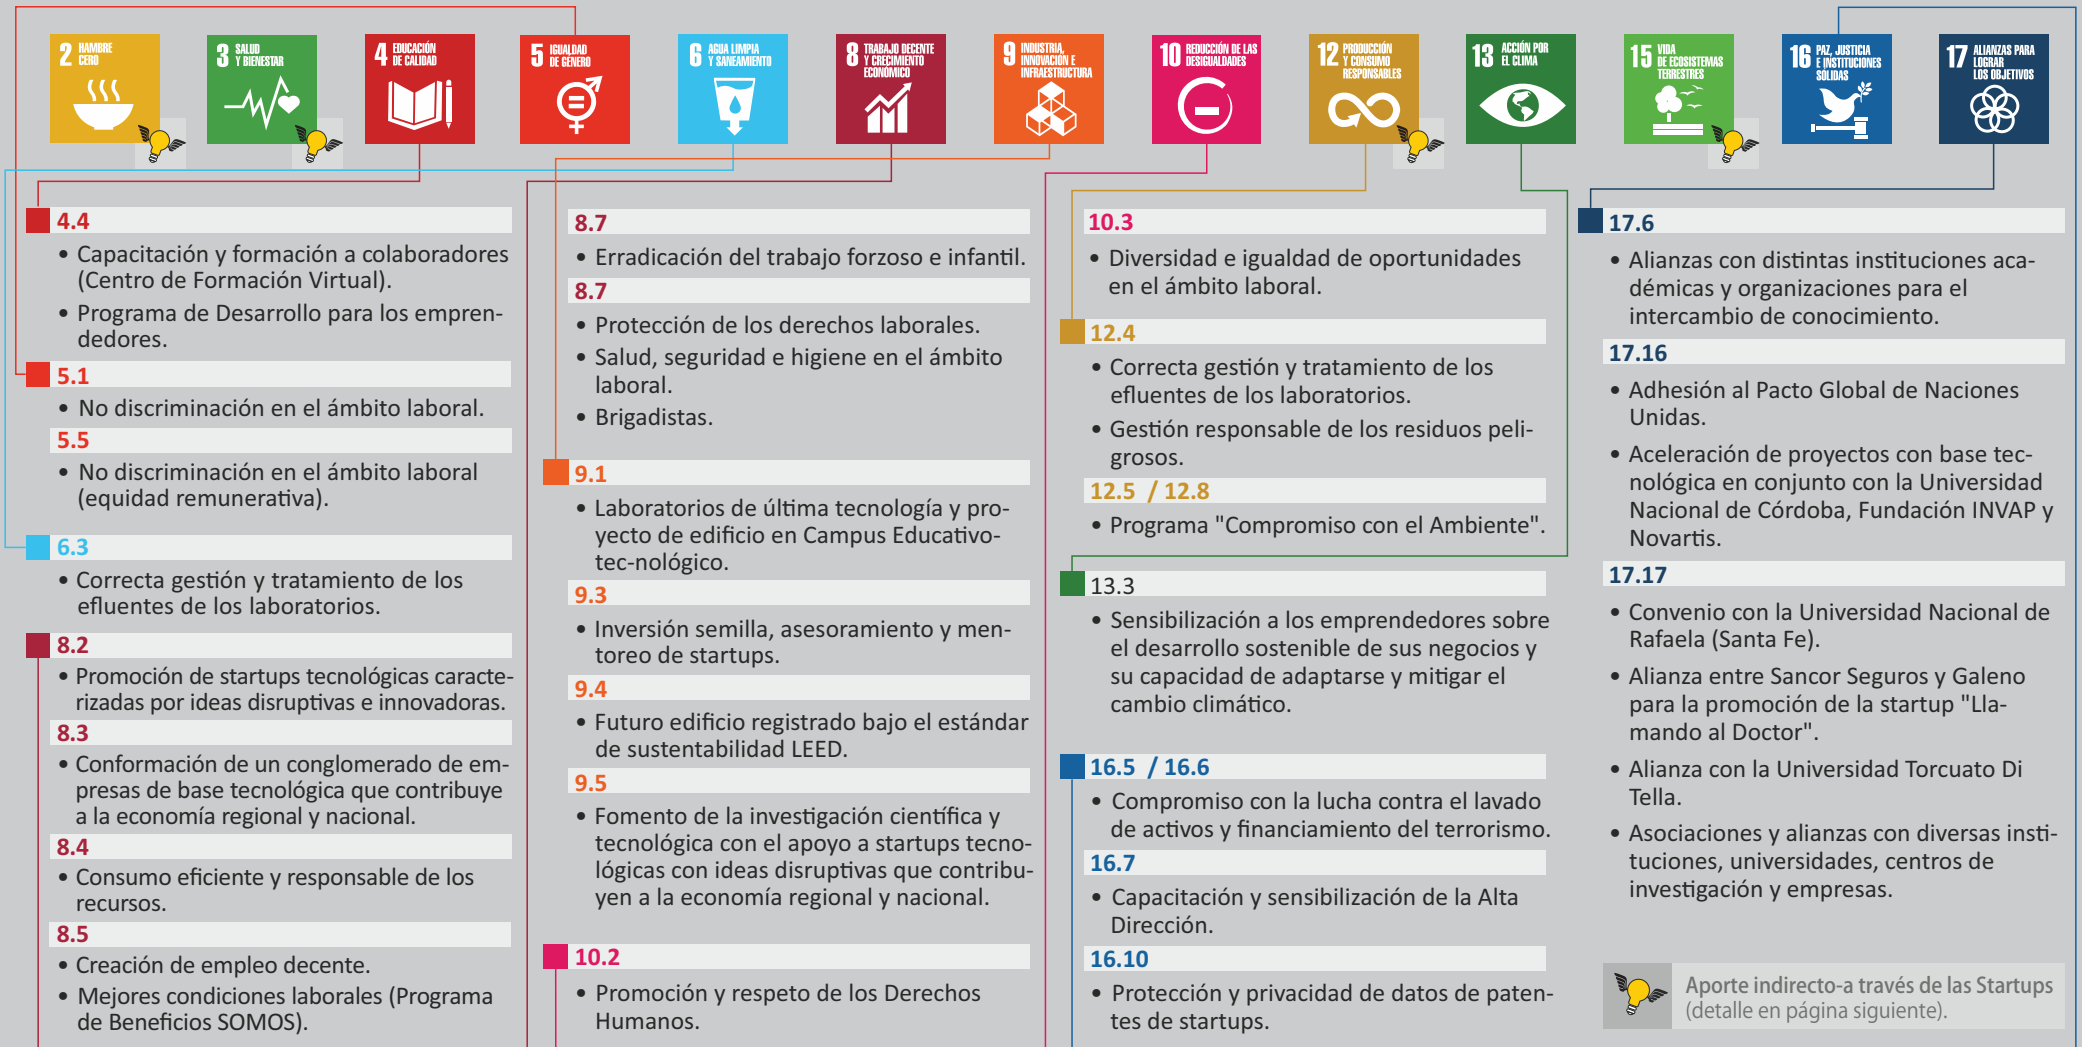 2 HAMBRE
CERO
3 SALUD
Y BIENESTAR
4 EDUCACIÓN
DE CALIDAD
5 IGUALDAD
DE GÉNERO
6 AGUA LIMPIA
Y SANEAMIENTO
8 TRABAJO DECENTE
Y CRECIMIENTO
ECONÓMICO
9 INDUSTRIA,
INNOVACIÓN E
INFRAESTRUCTURA
10 REDUCCIÓN DE LAS
DESIGUALDADES
12 PRODUCCIÓN
Y CONSUMO
RESPONSABLES
13 ACCIÓN POR
EL CLIMA
15 VIDA
DE ECOSISTEMAS
TERRESTRES
16 PAZ, JUSTICIA
E INSTITUCIONES
SÓLIDAS
17 ALIANZAS PARA
LOGRAR
LOS OBJETIVOS
4.4
• Capacitación y formación a colaboradores
(Centro de Formación Virtual).
• Programa de Desarrollo para los empren-
dedores.
5.1
• No discriminación en el ámbito laboral.
5.5
• No discriminación en el ámbito laboral
(equidad remunerativa).
6.3
• Correcta gestión y tratamiento de los
efluentes de los laboratorios.
8.2
• Promoción de startups tecnológicas caracte-
rizadas por ideas disruptivas e innovadoras.
8.3
• Conformación de un conglomerado de em-
presas de base tecnológica que contribuye
a la economía regional y nacional.
8.4
• Consumo eficiente y responsable de los
recursos.
8.5
• Creación de empleo decente.
• Mejores condiciones laborales (Programa
de Beneficios SOMOS).
8.7
• Erradicación del trabajo forzoso e infantil.
8.7
• Protección de los derechos laborales.
• Salud, seguridad e higiene en el ámbito
laboral.
• Brigadistas.
9.1
• Laboratorios de última tecnología y pro-
yecto de edificio en Campus Educativo-
tec-nológico.
9.3
• Inversión semilla, asesoramiento y men-
toreo de startups.
9.4
• Futuro edificio registrado bajo el estándar
de sustentabilidad LEED.
9.5
• Fomento de la investigación científica y
tecnológica con el apoyo a startups tecno-
lógicas con ideas disruptivas que contribu-
yen a la economía regional y nacional.
10.2
• Promoción y respeto de los Derechos
Humanos.
10.3
• Diversidad e igualdad de oportunidades
en el ámbito laboral.
12.4
• Correcta gestión y tratamiento de los
efluentes de los laboratorios.
• Gestión responsable de los residuos peli-
grosos.
12.5 / 12.8
• Programa "Compromiso con el Ambiente".
13.3
• Sensibilización a los emprendedores sobre
el desarrollo sostenible de sus negocios y
su capacidad de adaptarse y mitigar el
cambio climático.
16.5 / 16.6
• Compromiso con la lucha contra el lavado
de activos y financiamiento del terrorismo.
16.7
• Capacitación y sensibilización de la Alta
Dirección.
16.10
• Protección y privacidad de datos de paten-
tes de startups.
17.6
• Alianzas con distintas instituciones aca-
démicas y organizaciones para el
intercambio de conocimiento.
17.16
• Adhesión al Pacto Global de Naciones
Unidas.
• Aceleración de proyectos con base tec-
nológica en conjunto con la Universidad
Nacional de Córdoba, Fundación INVAP y
Novartis.
17.17
• Convenio con la Universidad Nacional de
Rafaela (Santa Fe).
• Alianza entre Sancor Seguros y Galeno
para la promoción de la startup "Lla-
mando al Doctor".
• Alianza con la Universidad Torcuato Di
Tella.
• Asociaciones y alianzas con diversas insti-
tuciones, universidades, centros de
investigación y empresas.
Aporte indirecto-a través de las Startups
(detalle en página siguiente).